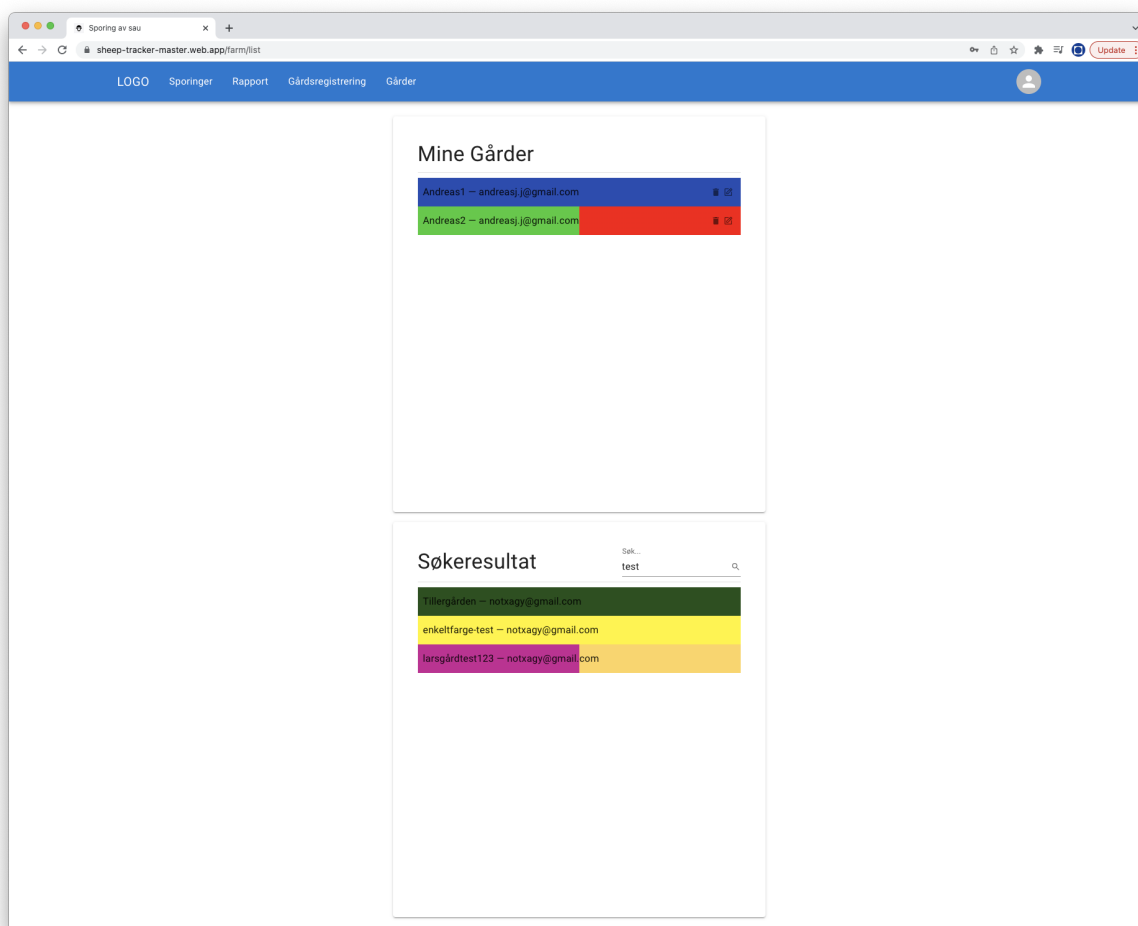 Sporing av sau
sheep-tracker-master.web.app/farm/list
Update
LOGO Sporinger Rapport Gårdsregistrering Gårder
Mine Gårder
Andreas1 — andreasj.j@gmail.com
Andreas2 — andreasj.j@gmail.com
Søkeresultat
Søk...
test
Tillergården — notxagy@gmail.com
enkeltfarge-test — notxagy@gmail.com
larsgårdtest123 — notxagy@gmail.com